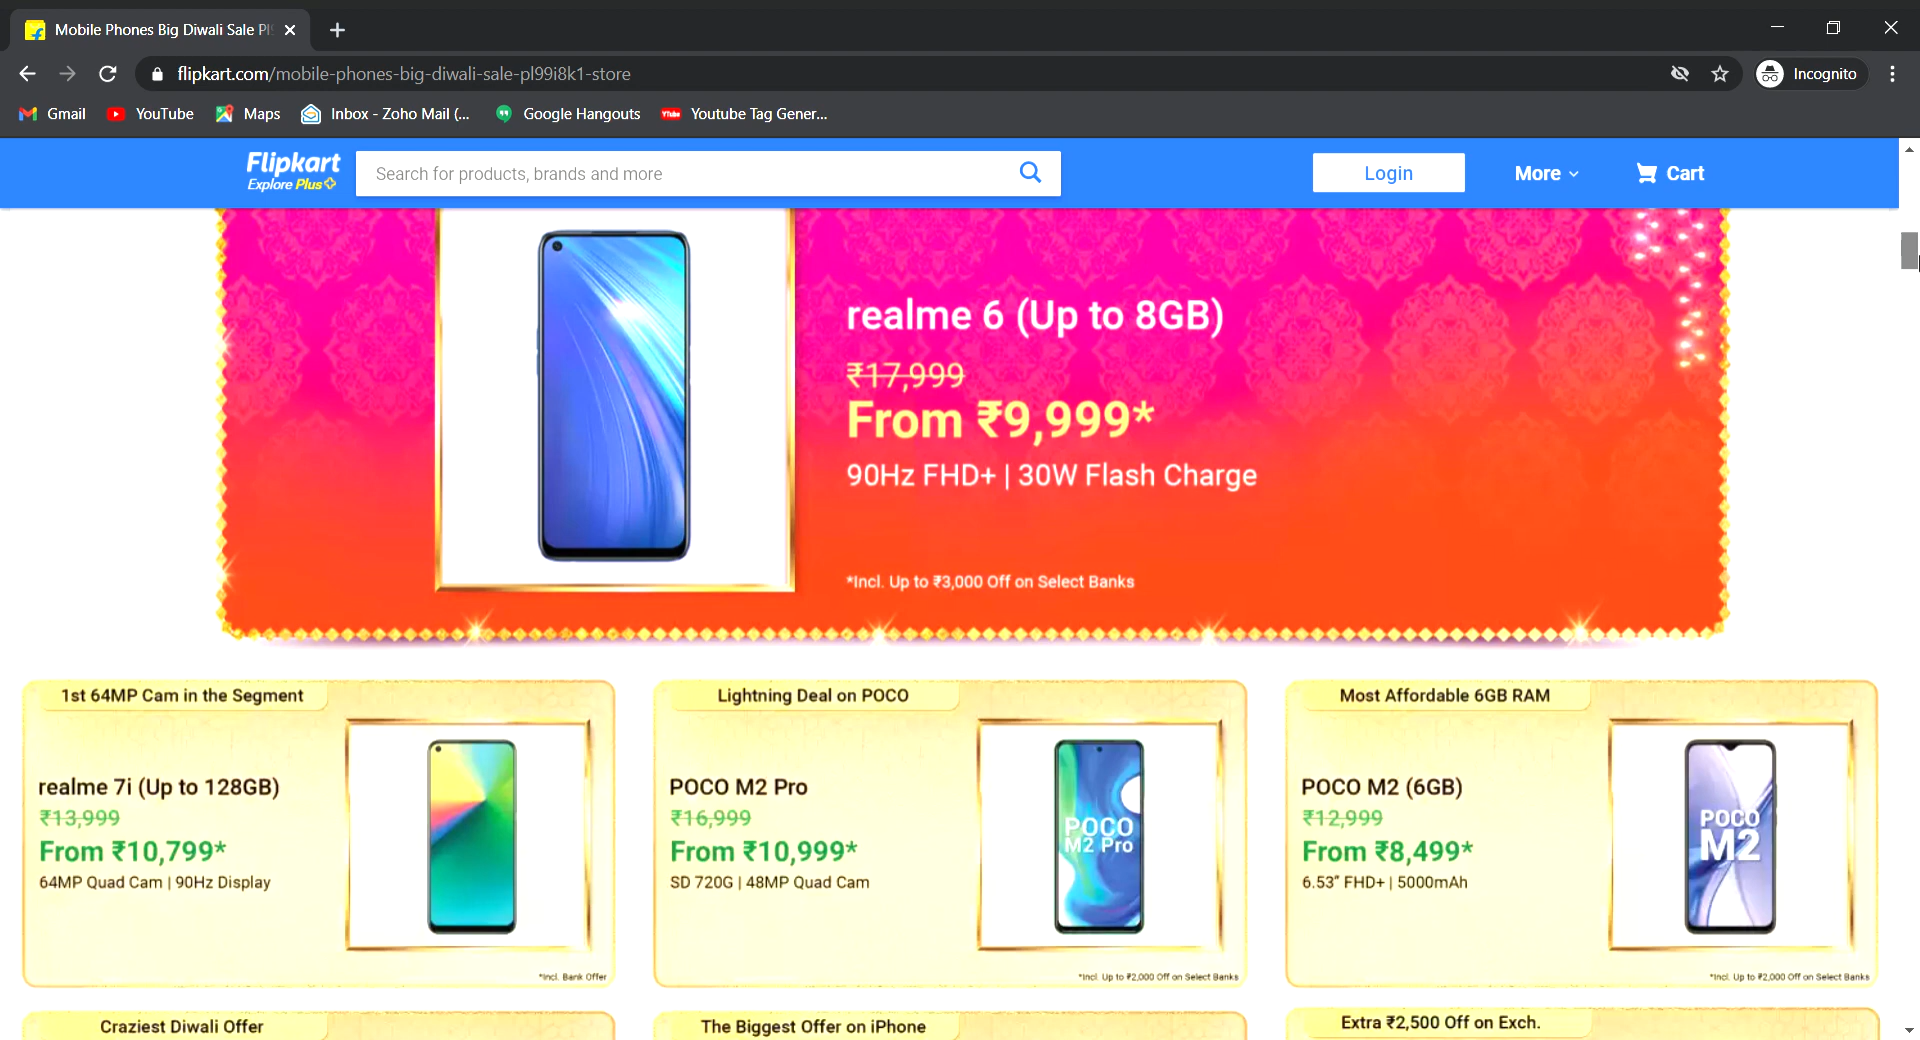 Mobile Phones Big Diwali Sale Pl
flipkart.com/mobile-phones-big-diwali-sale-pl99i8k1-store
Incognito
Gmail
YouTube
Maps
Inbox - Zoho Mail (...
Google Hangouts
Youtube Tag Gener...
Flipkart
Explore Plus
Search for products, brands and more
Login
More
Cart
realme 6 (Up to 8GB)
₹17,999
From ₹9,999*
90Hz FHD+ | 30W Flash Charge
*Incl. Up to ₹3,000 Off on Select Banks
1st 64MP Cam in the Segment
realme 7i (Up to 128GB)
₹13,999
From ₹10,799*
64MP Quad Cam | 90Hz Display
*Incl. Bank Offer
Lightning Deal on POCO
POCO M2 Pro
₹16,999
From ₹10,999*
SD 720G | 48MP Quad Cam
POCO
M2 Pro
*Incl. Up to ₹2,000 Off on Select Banks
Most Affordable 6GB RAM
POCO M2 (6GB)
₹12,999
From ₹8,499*
6.53” FHD+ | 5000mAh
POCO
M2
*Incl. Up to ₹2,000 Off on Select Banks
Craziest Diwali Offer
The Biggest Offer on iPhone
Extra ₹2,500 Off on Exch.